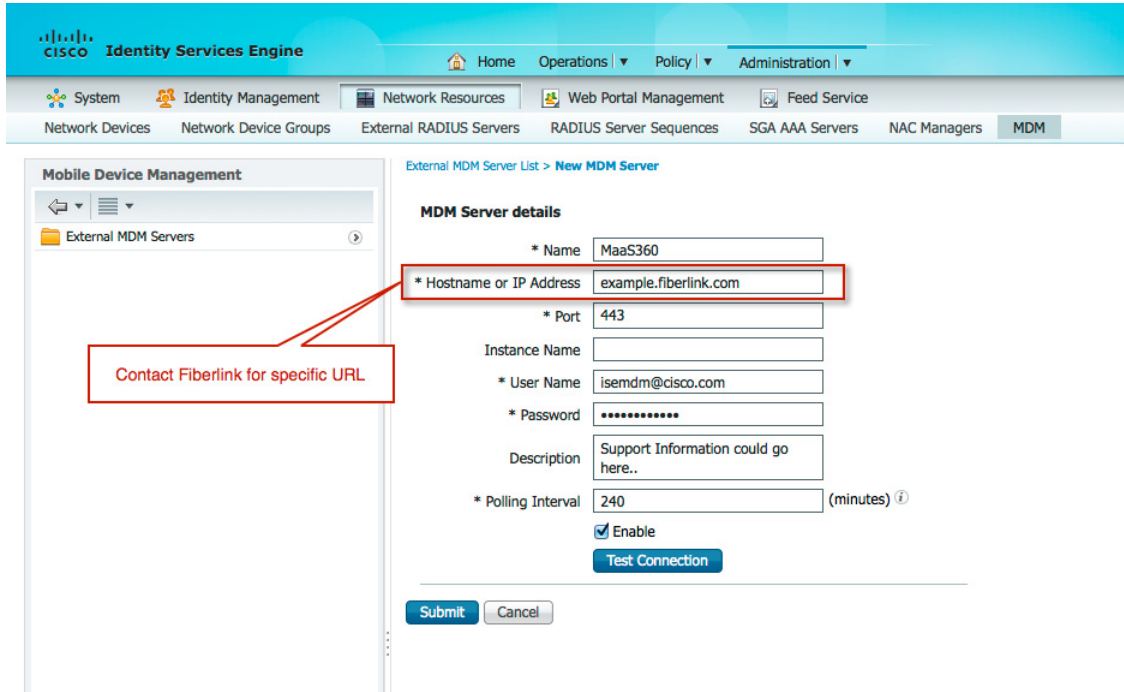 cisco Identity Services Engine
Home Operations Policy Administration
System Identity Management Network Resources Web Portal Management Feed Service
Network Devices Network Device Groups External RADIUS Servers RADIUS Server Sequences SGA AAA Servers NAC Managers MDM
Mobile Device Management
External MDM Servers
External MDM Server List > New MDM Server
MDM Server details
* Name MaaS360
* Hostname or IP Address example.fiberlink.com
* Port 443
Contact Fiberlink for specific URL
Instance Name
* User Name isemdm@cisco.com
* Password ••••••••••••
Description Support Information could go
here..
* Polling Interval 240 (minutes) i
Enable
Test Connection
Submit Cancel